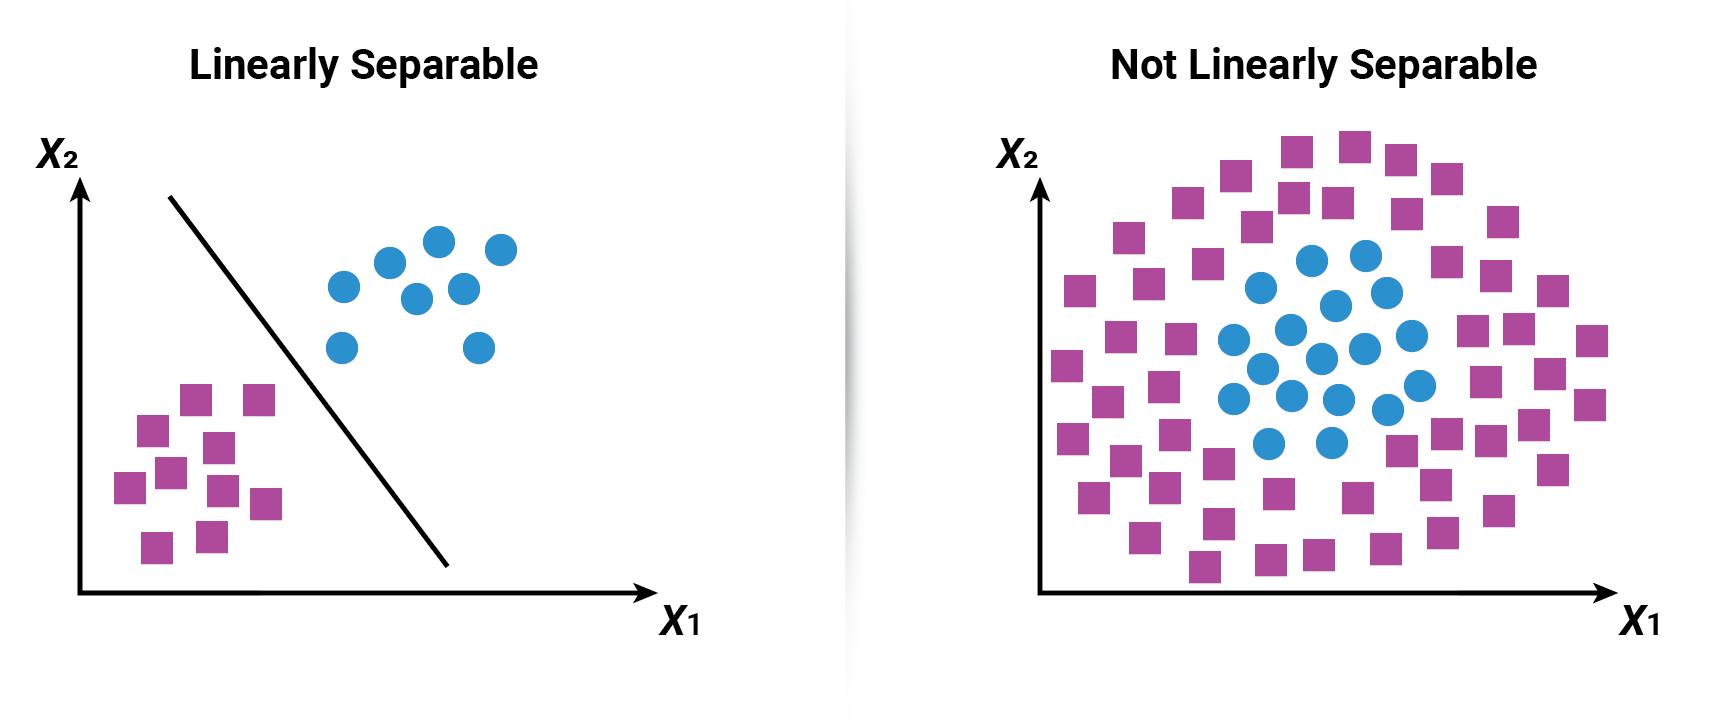 Linearly Separable
X2
X1
Not Linearly Separable
X2
X1